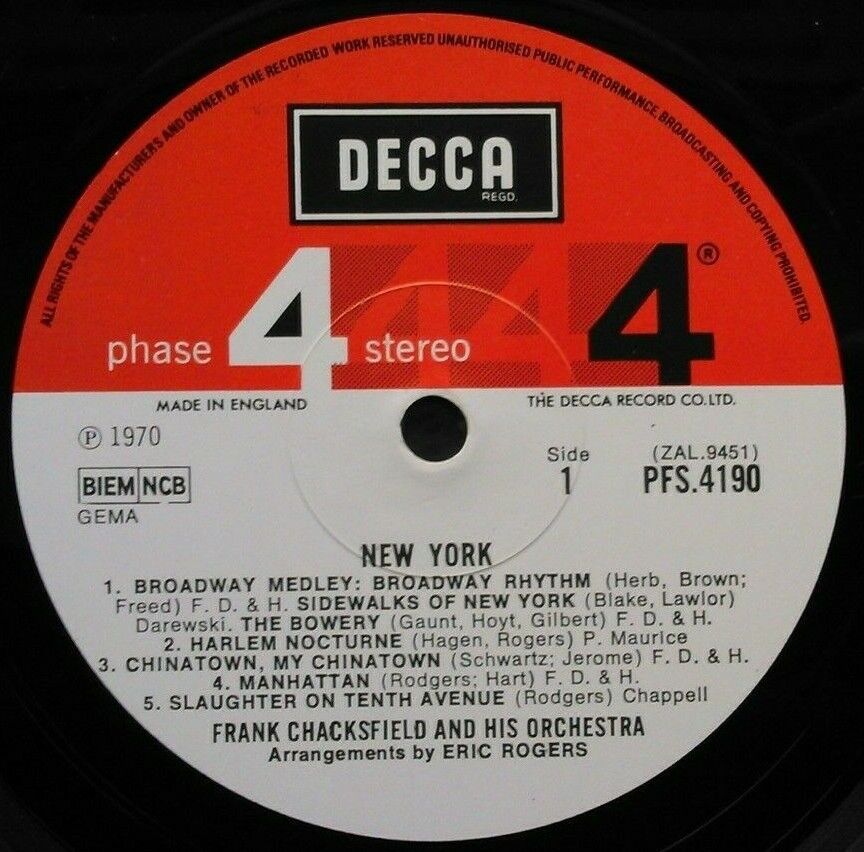 ALL RIGHTS OF THE MANUFACTURERS AND OWNER OF THE RECORDED WORK RESERVED UNAUTHORISED PUBLIC PERFORMANCE, BROADCASTING AND COPYING PROHIBITED.
DECCA
REGD.
phase 4 stereo 4 4 4 ®
MADE IN ENGLAND
THE DECCA RECORD CO. LTD.
℗ 1970
Side
1
(ZAL.9451)
PFS.4190
BIEM NCB
GEMA
NEW YORK
1. BROADWAY MEDLEY: BROADWAY RHYTHM (Herb, Brown;
Freed) F. D. & H. SIDEWALKS OF NEW YORK (Blake, Lawlor)
Darewski. THE BOWERY (Gaunt, Hoyt, Gilbert) F. D. & H.
2. HARLEM NOCTURNE (Hagen, Rogers) P. Maurice
3. CHINATOWN, MY CHINATOWN (Schwartz; Jerome) F. D. & H.
4. MANHATTAN (Rodgers; Hart) F. D. & H.
5. SLAUGHTER ON TENTH AVENUE (Rodgers) Chappell
FRANK CHACKSFIELD AND HIS ORCHESTRA
Arrangements by ERIC ROGERS